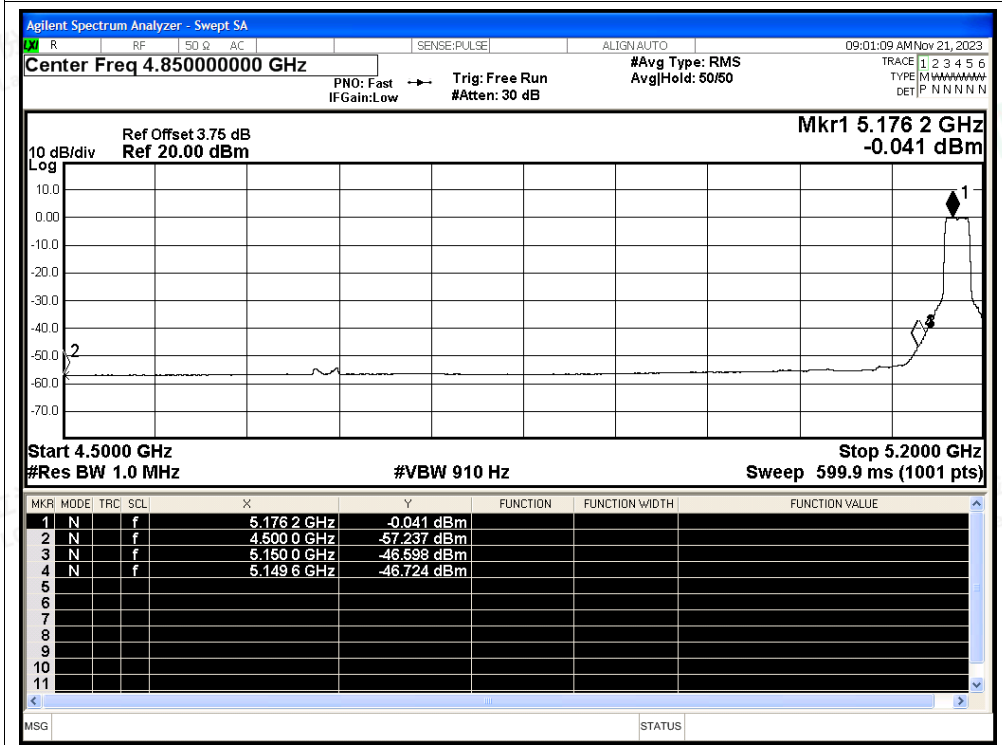 Agilent Spectrum Analyzer - Swept SA
LXI R RF 50 Ω AC SENSE:PULSE ALIGN AUTO 09:01:09 AM Nov 21, 2023
Center Freq 4.850000000 GHz
PNO: Fast
IFGain:Low
Trig: Free Run
#Atten: 30 dB
#Avg Type: RMS
Avg|Hold: 50/50
TRACE 1 2 3 4 5 6
TYPE M WWWWW
DET P N N N N N
Mkr1 5.176 2 GHz
-0.041 dBm
Ref Offset 3.75 dB
10 dB/div Ref 20.00 dBm
Log
10.0
0.00
-10.0
-20.0
-30.0
-40.0
-50.0
-60.0
-70.0
1
2
Start 4.5000 GHz Stop 5.2000 GHz
#Res BW 1.0 MHz #VBW 910 Hz Sweep 599.9 ms (1001 pts)
MKR MODE TRC SCL X Y FUNCTION FUNCTION WIDTH FUNCTION VALUE
1 N f 5.176 2 GHz -0.041 dBm
2 N f 4.500 0 GHz -57.237 dBm
3 N f 5.150 0 GHz -46.598 dBm
4 N f 5.149 6 GHz -46.724 dBm
5
6
7
8
9
10
11
MSG STATUS